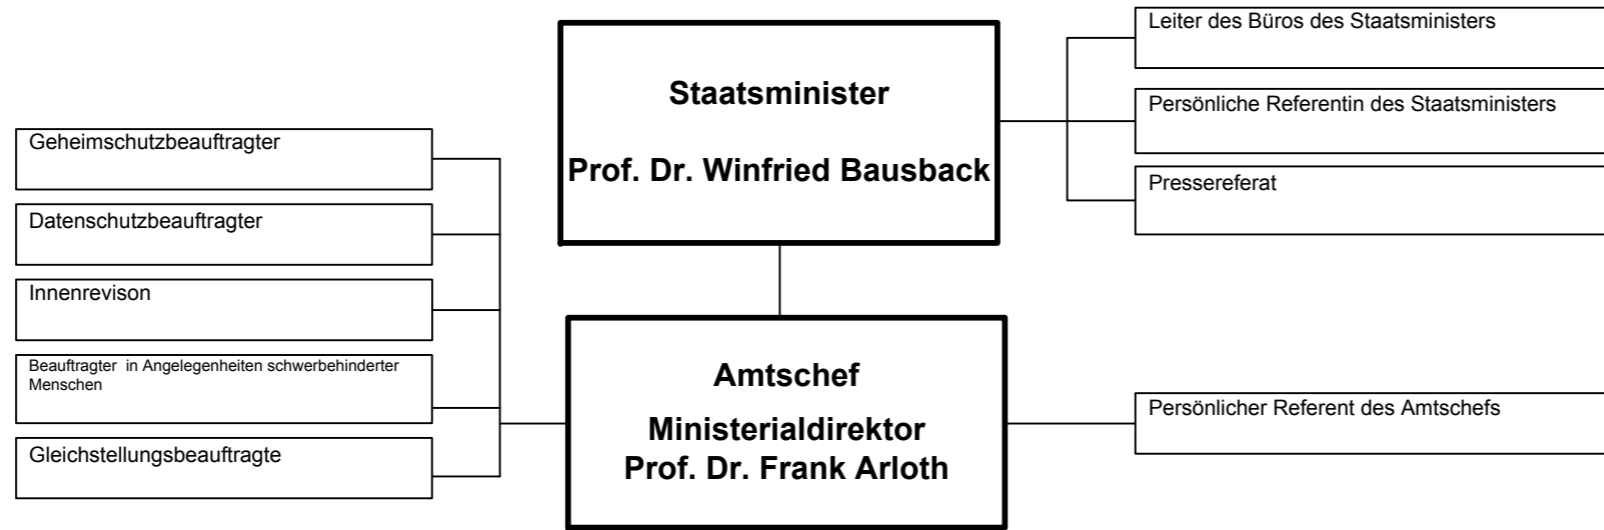 Leiter des Büros des Staatsministers
Staatsminister
Persönliche Referentin des Staatsministers
Prof. Dr. Winfried Bausback
Pressereferat
Geheimschutzbeauftragter
Datenschutzbeauftragter
Innenrevison
Beauftragter in Angelegenheiten schwerbehinderter
Menschen
Gleichstellungsbeauftragte
Amtschef
Ministerialdirektor
Prof. Dr. Frank Arloth
Persönlicher Referent des Amtschefs